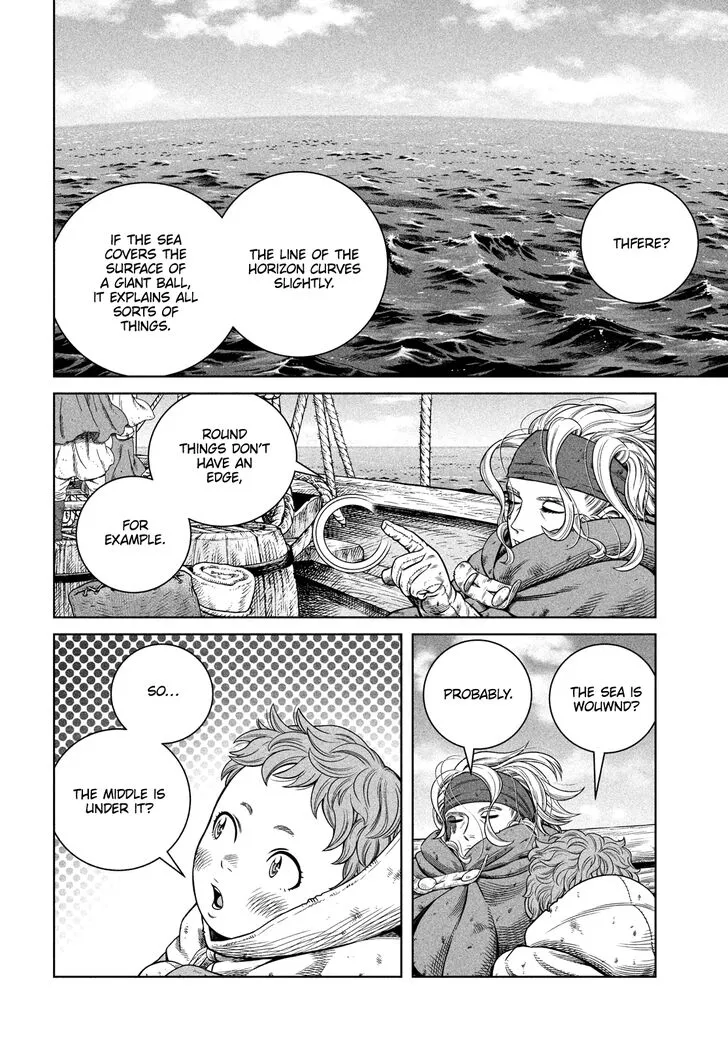 THFERE?
THE LINE OF THE
HORIZON CURVES
SLIGHTLY.
IF THE SEA
COVERS THE
SURFACE OF
A GIANT BALL,
IT EXPLAINS ALL
SORTS OF
THINGS.
ROUND
THINGS DON'T
HAVE AN
EDGE,
FOR
EXAMPLE.
THE SEA IS
WOUWND?
PROBABLY.
SO...
THE MIDDLE IS
UNDER IT?